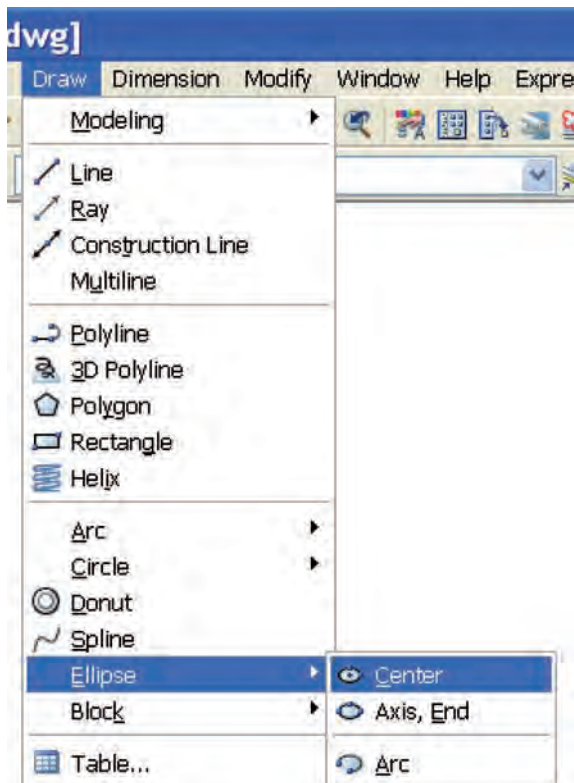 dwg]
Draw Dimension Modify Window Help Expre
Modeling
Line
Ray
Construction Line
Multiline
Polyline
3D Polyline
Polygon
Rectangle
Helix
Arc
Circle
Donut
Spline
Ellipse
Center
Block
Axis, End
Table...
Arc